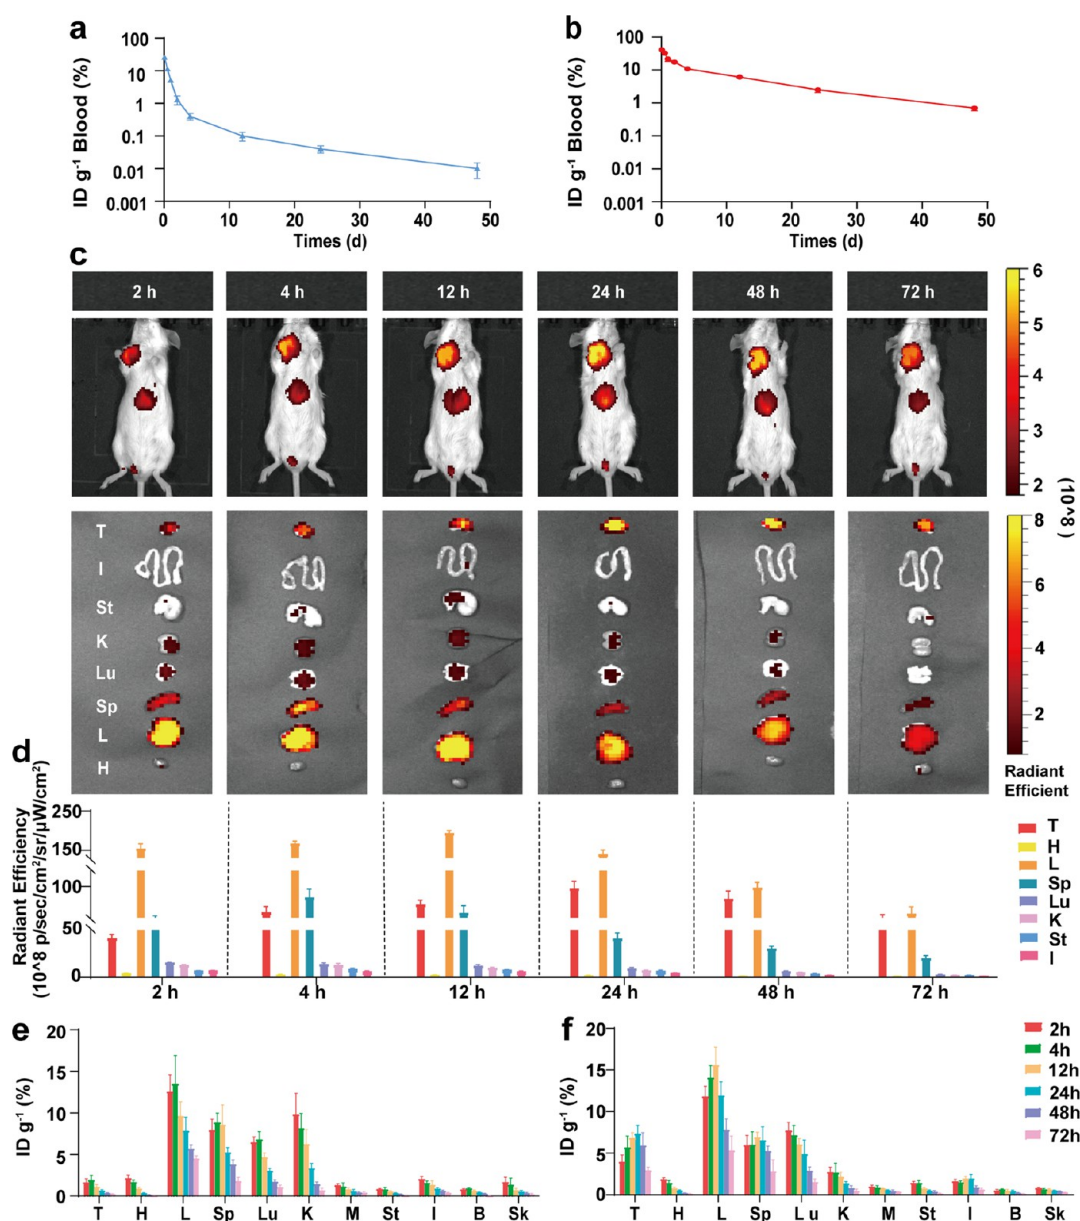 a
b
ID g⁻¹ Blood (%)
100
10
1
0.1
0.01
0.001
0 10 20 30 40 50
Times (d)
ID g⁻¹ Blood (%)
100
10
1
0.1
0.01
0.001
0 10 20 30 40 50
Times (d)
c
2 h 4 h 12 h 24 h 48 h 72 h
6
5
4
3
2
(10^8 )
T
I
St
K
Lu
Sp
L
H
8
6
4
2
Radiant
Efficient
d
Radiant Efficiency
(10^8 p/sec/cm²/sr/μW/cm²)
250
150
100
50
0
2 h 4 h 12 h 24 h 48 h 72 h
T
H
L
Sp
Lu
K
St
I
e
ID g⁻¹ (%)
20
15
10
5
0
T H L Sp Lu K M St I B Sk
f
ID g⁻¹ (%)
20
15
10
5
0
T H L Sp Lu K M St I B Sk
2h
4h
12h
24h
48h
72h